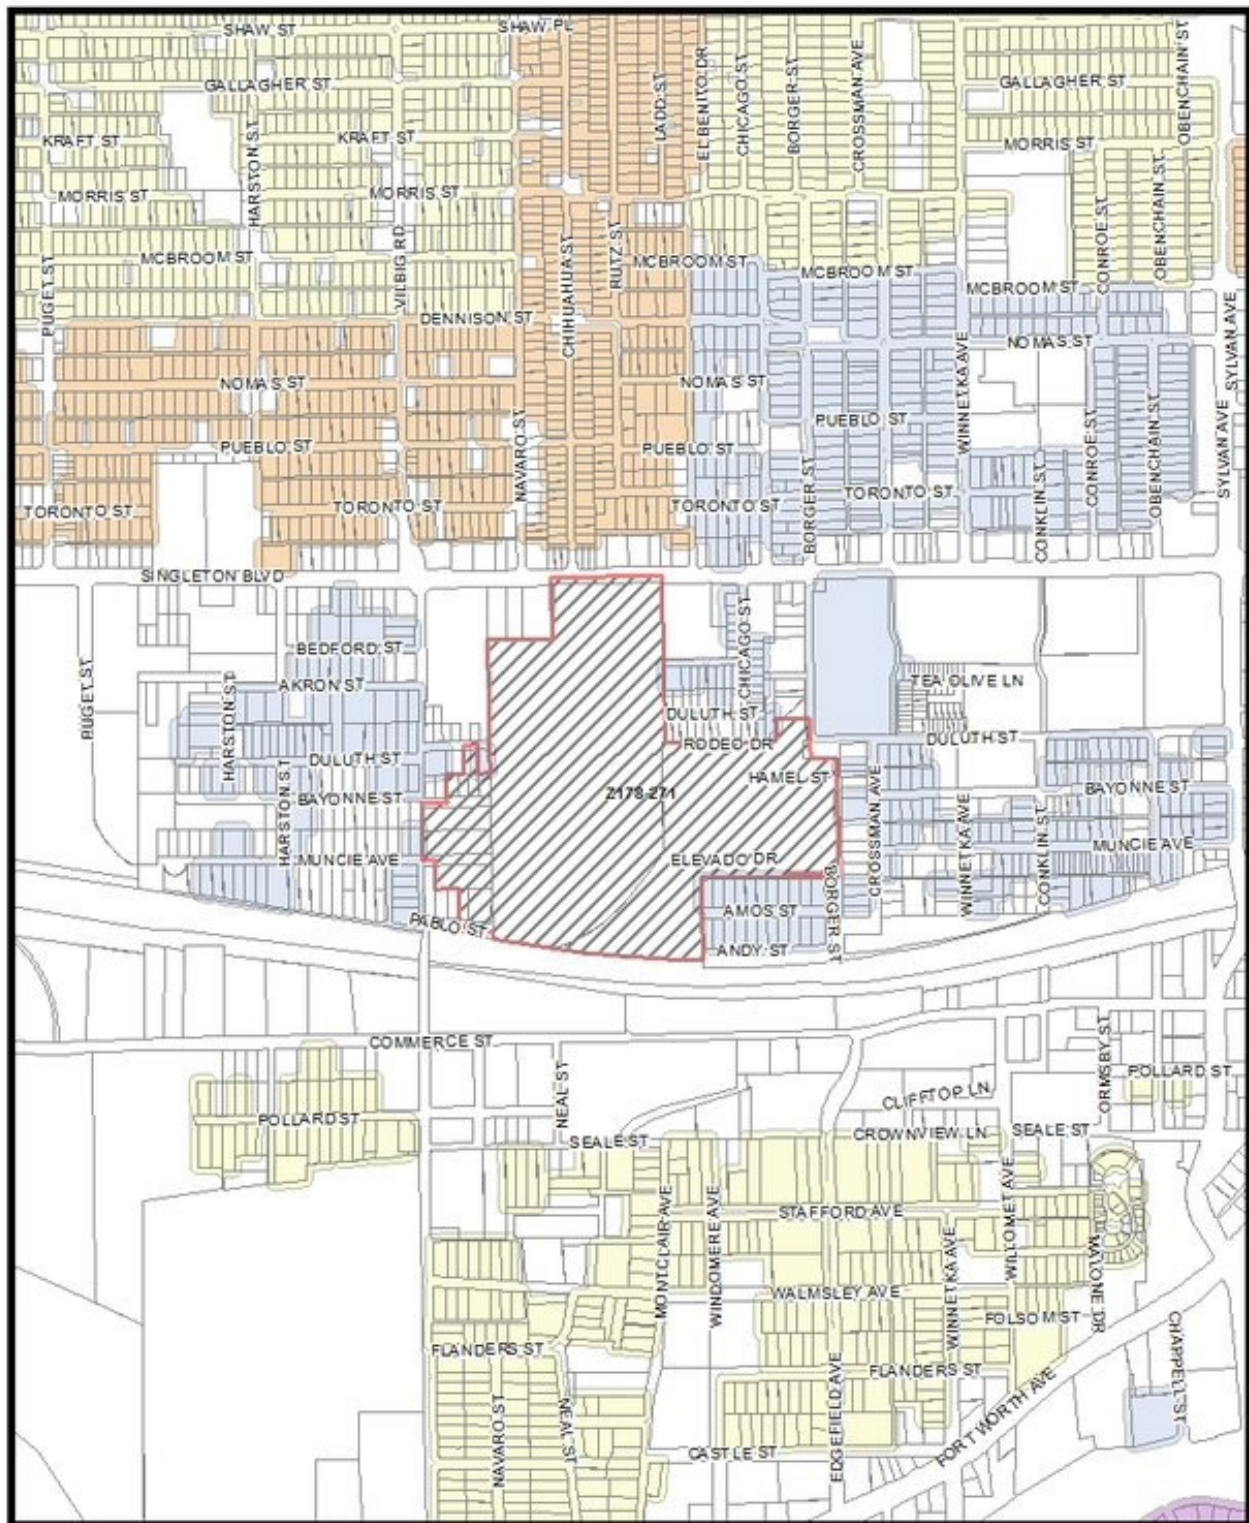 SHAW ST
SHAW PL
GALLAGHER ST
GALLAGHER ST
KRAFT ST
KRAFT ST
MORRIS ST
MORRIS ST
MORRIS ST
HARSTON ST
LADD ST
EL BENITO DR
CHICAGO ST
BORGER ST
CROSSMAN AVE
OBENCHAIN ST
OBENCHAIN ST
CONROE ST
MCBROOM ST
MCBROOM ST
MCBROOM ST
MCBROOM ST
PUGET ST
VILBIG RD
CHIHUAHUA ST
RUTZ ST
DENNISON ST
NOMAS ST
NOMAS ST
NOMAS ST
SYLVAN AVE
SYLVAN AVE
WINNETKA AVE
PUEBLO ST
PUEBLO ST
PUEBLO ST
NAVARO ST
TORONTO ST
TORONTO ST
TORONTO ST
TORONTO ST
BORGER ST
CONKLIN ST
CONROE ST
OBENCHAIN ST
SINGLETON BLVD
PUGET ST
BEDFORD ST
AKRON ST
HARSTON ST
CHICAGO ST
TEA OLIVE LN
DULUTH ST
DULUTH ST
DULUTH ST
RODEO DR
HAMEL ST
HARSTON ST
BAYONNE ST
BAYONNE ST
Z178-271
MUNCIE AVE
MUNCIE AVE
ELEVADO DR
CROSSMAN AVE
WINNETKA AVE
CONKLIN ST
BORGER ST
AMOS ST
ANDY ST
PABLO ST
COMMERCE ST
NEAL ST
ORMSBY ST
POLLARD ST
POLLARD ST
CLIFFTOP LN
CROWNVIEW LN
SEALE ST
SEALE ST
MONTCLAIR AVE
WINDOMERE AVE
STAFFORD AVE
WILLOMET AVE
WINNETKA AVE
MALONE DR
WALMSLEY AVE
FOLSOM ST
FLANDERS ST
FLANDERS ST
CHAPPELL ST
NAVARO ST
NEAL ST
EDGEFIELD AVE
CASTLE ST
FORT WORTH AVE